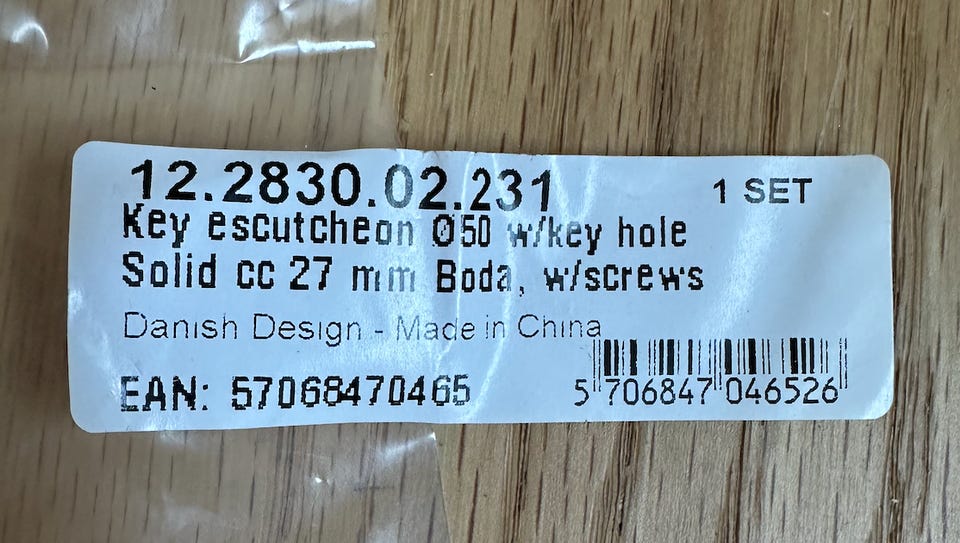 12.2830.02.231
1 SET
Key escutcheon Ø50 w/key hole
Solid cc 27 mm Boda, w/screws
Danish Design - Made in China
EAN: 57068470465
5 706847 046526